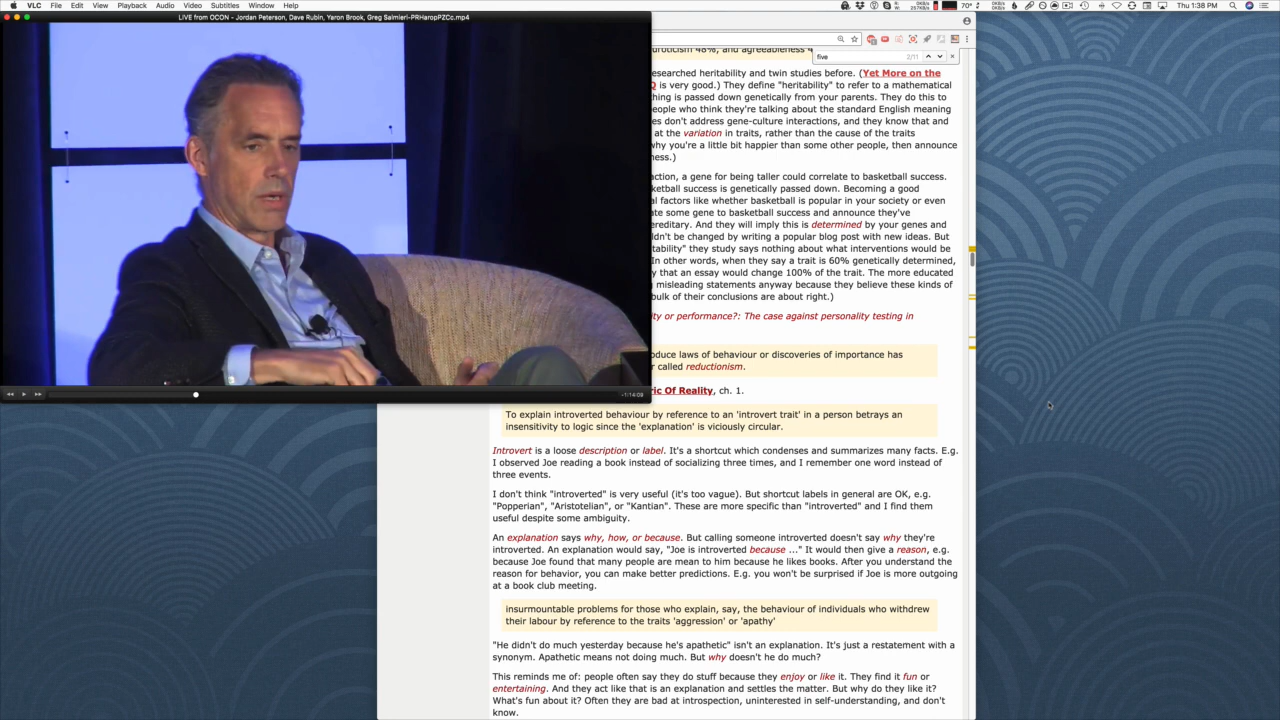 VLC File Edit View Playback Audio Video Subtitles Window Help
70° Thu 1:38 PM
LIVE from OCON - Jordan Peterson, Dave Rubin, Yaron Brook, Greg Salmieri-PRHaropPZCc.mp4
and agreeableness
five 2/11
researched heritability and twin studies before. (Yet More on the
is very good.) They define "heritability" to refer to a mathematical
hing is passed down genetically from your parents. They do this to
eople who think they're talking about the standard English meaning
es don't address gene-culture interactions, and they know that and
at the variation in traits, rather than the cause of the traits
why you're a little bit happier than some other people, then announce
ness.)
action, a gene for being taller could correlate to basketball success.
ketball success is genetically passed down. Becoming a good
al factors like whether basketball is popular in your society or even
ate some gene to basketball success and announce they've
ereditary. And they will imply this is determined by your genes and
ldn't be changed by writing a popular blog post with new ideas. But
tability" they study says nothing about what interventions would be
In other words, when they say a trait is 60% genetically determined,
y that an essay would change 100% of the trait. The more educated
misleading statements anyway because they believe these kinds of
bulk of their conclusions are about right.)
ity or performance?: The case against personality testing in
oduce laws of behaviour or discoveries of importance has
r called reductionism.
ric Of Reality, ch. 1.
-1:14:09
To explain introverted behaviour by reference to an 'introvert trait' in a person betrays an
insensitivity to logic since the 'explanation' is viciously circular.
Introvert is a loose description or label. It's a shortcut which condenses and summarizes many facts. E.g.
I observed Joe reading a book instead of socializing three times, and I remember one word instead of
three events.
I don't think "introverted" is very useful (it's too vague). But shortcut labels in general are OK, e.g.
"Popperian", "Aristotelian", or "Kantian". These are more specific than "introverted" and I find them
useful despite some ambiguity.
An explanation says why, how, or because. But calling someone introverted doesn't say why they're
introverted. An explanation would say, "Joe is introverted because ..." It would then give a reason, e.g.
because Joe found that many people are mean to him because he likes books. After you understand the
reason for behavior, you can make better predictions. E.g. you won't be surprised if Joe is more outgoing
at a book club meeting.
insurmountable problems for those who explain, say, the behaviour of individuals who withdrew
their labour by reference to the traits 'aggression' or 'apathy'
"He didn't do much yesterday because he's apathetic" isn't an explanation. It's just a restatement with a
synonym. Apathetic means not doing much. But why doesn't he do much?
This reminds me of: people often say they do stuff because they enjoy or like it. They find it fun or
entertaining. And they act like that is an explanation and settles the matter. But why do they like it?
What's fun about it? Often they are bad at introspection, uninterested in self-understanding, and don't
know.